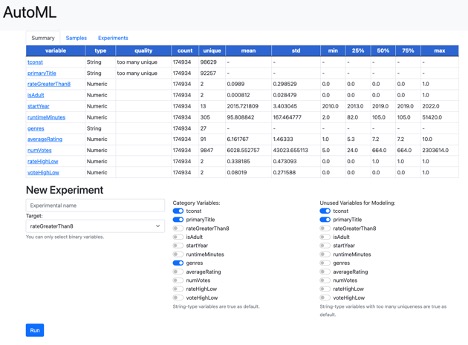 AutoML
Summary Samples Experiments
variable type quality count unique mean std min 25% 50% 75% max
tconst String too many unique 174934 98629 - - - - - - -
primaryTitle String too many unique 174934 92257 - - - - - - -
rateGreaterThan8 Numeric 174934 2 0.0989 0.298529 0.0 0.0 0.0 0.0 1.0
isAdult Numeric 174934 2 0.000812 0.028479 0.0 0.0 0.0 0.0 1.0
startYear Numeric 174934 13 2015.721809 3.403045 2010.0 2013.0 2019.0 2019.0 2022.0
runtimeMinutes Numeric 174934 305 95.808842 167.464777 2.0 82.0 105.0 105.0 51420.0
genres String 174934 27 - - - - - - -
averageRating Numeric 174934 91 6.161767 1.46333 1.0 5.3 7.2 7.2 10.0
numVotes Numeric 174934 9847 6028.552767 43023.655113 5.0 24.0 664.0 664.0 2303614.0
rateHighLow Numeric 174934 2 0.338185 0.473093 0.0 0.0 1.0 1.0 1.0
voteHighLow Numeric 174934 2 0.08019 0.271588 0.0 0.0 0.0 0.0 1.0
New Experiment
Experimental name
Target:
rateGreaterThan8
You can only select binary variables.
Category Variables:
tconst
primaryTitle
rateGreaterThan8
isAdult
startYear
runtimeMinutes
genres
averageRating
numVotes
rateHighLow
voteHighLow
String-type variables are true as default.
Unused Variables for Modeling:
tconst
primaryTitle
rateGreaterThan8
isAdult
startYear
runtimeMinutes
genres
averageRating
numVotes
rateHighLow
voteHighLow
String-type variables with too many uniqueness are true as
default.
Run